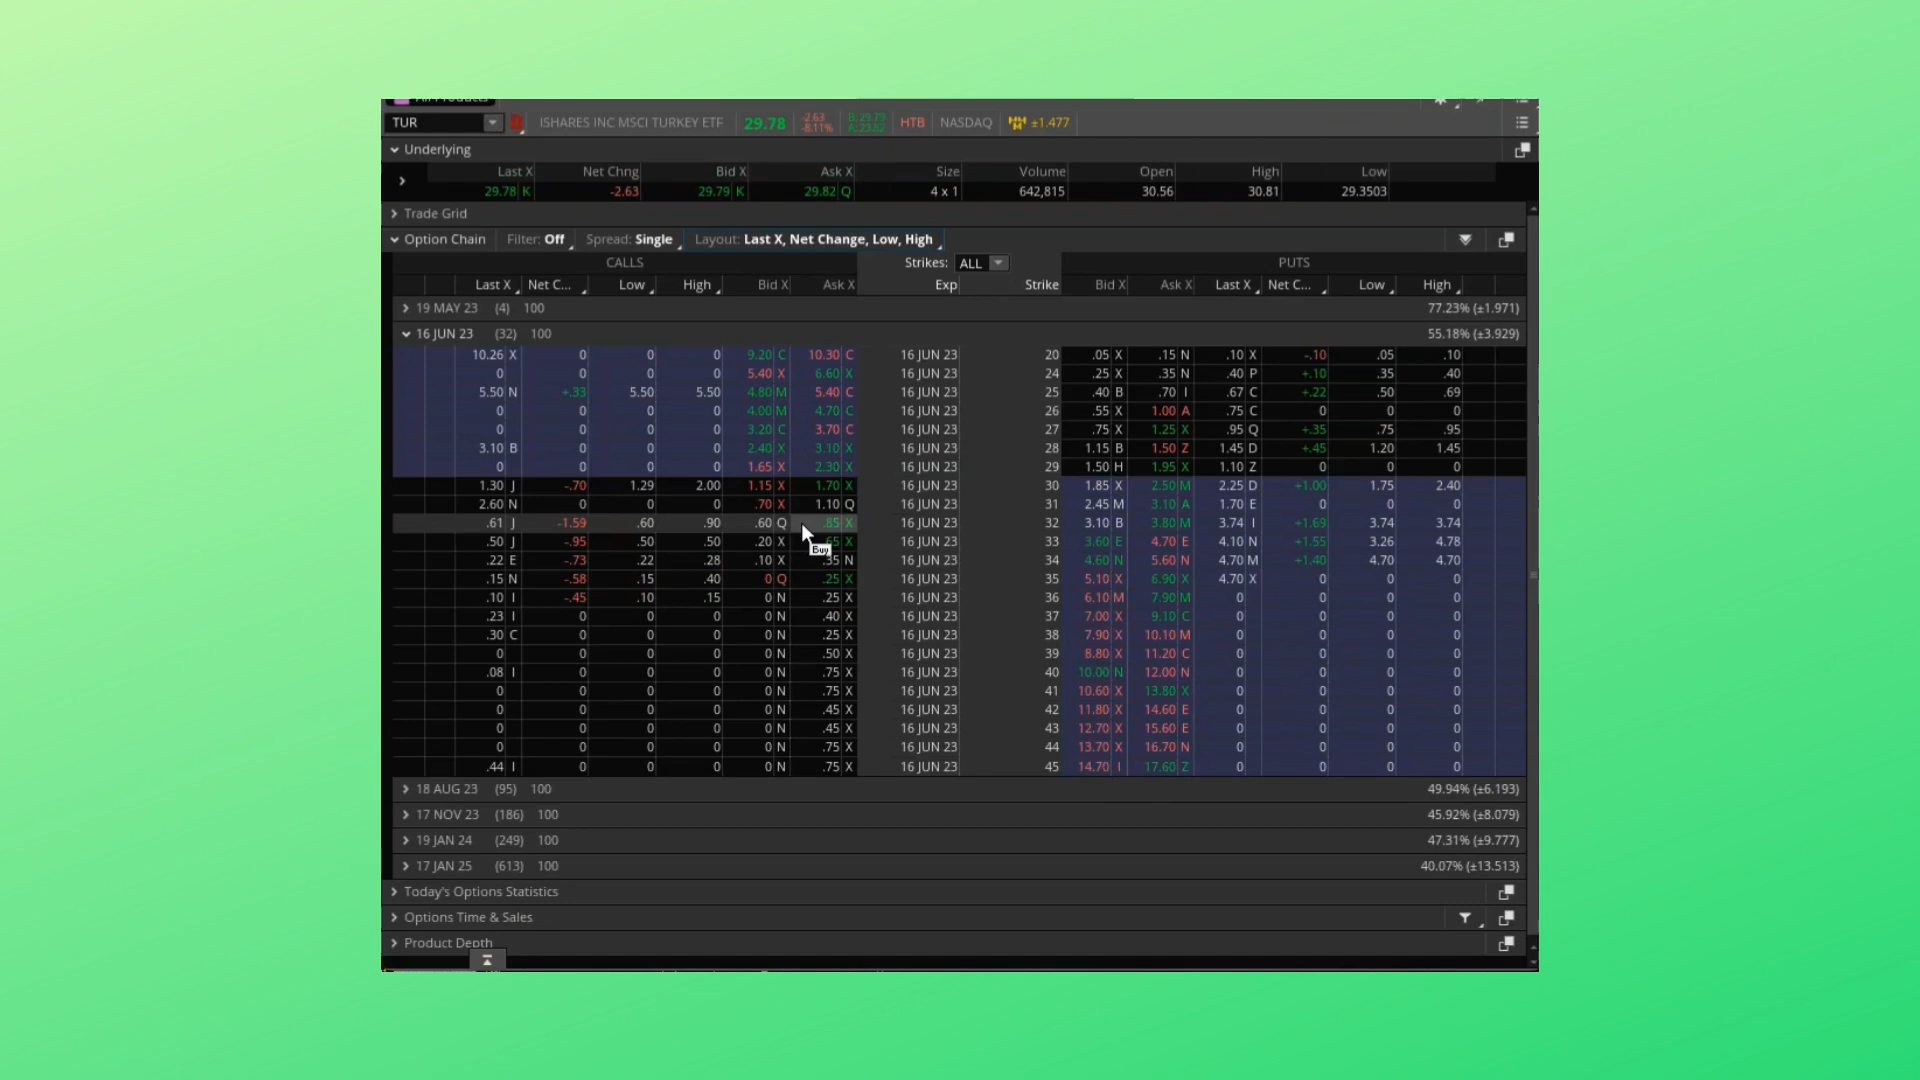 All Products
TUR ISHARES INC MSCI TURKEY ETF 29.78 -2.63 -8.11% B: 29.79 A: 29.82 HTB NASDAQ ±1.477
Underlying
Last X Net Chng Bid X Ask X Size Volume Open High Low
29.78 K -2.63 29.79 K 29.82 Q 4 x 1 642,815 30.56 30.81 29.3503
Trade Grid
Option Chain Filter: Off Spread: Single Layout: Last X, Net Change, Low, High
CALLS Strikes: ALL PUTS
Last X Net C... Low High Bid X Ask X Exp Strike Bid X Ask X Last X Net C... Low High
19 MAY 23 (4) 100 77.23% (±1.971)
16 JUN 23 (32) 100 55.18% (±3.929)
10.26 X 0 0 0 9.20 C 10.30 C 16 JUN 23 20 .05 X .15 N .10 X -.10 .05 .10
0 0 0 0 5.40 X 6.60 X 16 JUN 23 24 .25 X .35 N .40 P +.10 .35 .40
5.50 N +.33 5.50 5.50 4.80 M 5.40 C 16 JUN 23 25 .40 B .70 I .67 C +.22 .50 .69
0 0 0 0 4.00 M 4.70 C 16 JUN 23 26 .55 X 1.00 A .75 C 0 0 0
0 0 0 0 3.20 C 3.70 C 16 JUN 23 27 .75 X 1.25 X .95 Q +.35 .75 .95
3.10 B 0 0 0 2.40 X 3.10 X 16 JUN 23 28 1.15 B 1.50 Z 1.45 D +.45 1.20 1.45
0 0 0 0 1.65 X 2.30 X 16 JUN 23 29 1.50 H 1.95 X 1.10 Z 0 0 0
1.30 J -.70 1.29 2.00 1.15 X 1.70 X 16 JUN 23 30 1.85 X 2.50 M 2.25 D +1.00 1.75 2.40
2.60 N 0 0 0 .70 X 1.10 Q 16 JUN 23 31 2.45 M 3.10 A 1.70 E 0 0 0
.61 J -1.59 .60 .90 .60 Q .85 X 16 JUN 23 32 3.10 B 3.80 M 3.74 I +1.69 3.74 3.74
.50 J -.95 .50 .50 .20 X .65 X 16 JUN 23 33 3.60 E 4.70 E 4.10 N +1.55 3.26 4.78
Buy
.22 E -.73 .22 .28 .10 X .35 N 16 JUN 23 34 4.60 N 5.60 N 4.70 M +1.40 4.70 4.70
.15 N -.58 .15 .40 0 Q .25 X 16 JUN 23 35 5.10 X 6.90 X 4.70 X 0 0 0
.10 I -.45 .10 .15 0 N .25 X 16 JUN 23 36 6.10 M 7.90 M 0 0 0 0
.23 I 0 0 0 0 N .40 X 16 JUN 23 37 7.00 X 9.10 C 0 0 0 0
.30 C 0 0 0 0 N .25 X 16 JUN 23 38 7.90 X 10.10 M 0 0 0 0
0 0 0 0 0 N .50 X 16 JUN 23 39 8.80 X 11.20 C 0 0 0 0
.08 I 0 0 0 0 N .75 X 16 JUN 23 40 10.00 N 12.00 N 0 0 0 0
0 0 0 0 0 N .75 X 16 JUN 23 41 10.60 X 13.80 X 0 0 0 0
0 0 0 0 0 N .45 X 16 JUN 23 42 11.80 X 14.60 E 0 0 0 0
0 0 0 0 0 N .45 X 16 JUN 23 43 12.70 X 15.60 E 0 0 0 0
0 0 0 0 0 N .75 X 16 JUN 23 44 13.70 X 16.70 N 0 0 0 0
.44 I 0 0 0 0 N .75 X 16 JUN 23 45 14.70 I 17.60 Z 0 0 0 0
18 AUG 23 (95) 100 49.94% (±6.193)
17 NOV 23 (186) 100 45.92% (±8.079)
19 JAN 24 (249) 100 47.31% (±9.777)
17 JAN 25 (613) 100 40.07% (±13.513)
Today's Options Statistics
Options Time & Sales
Product Depth